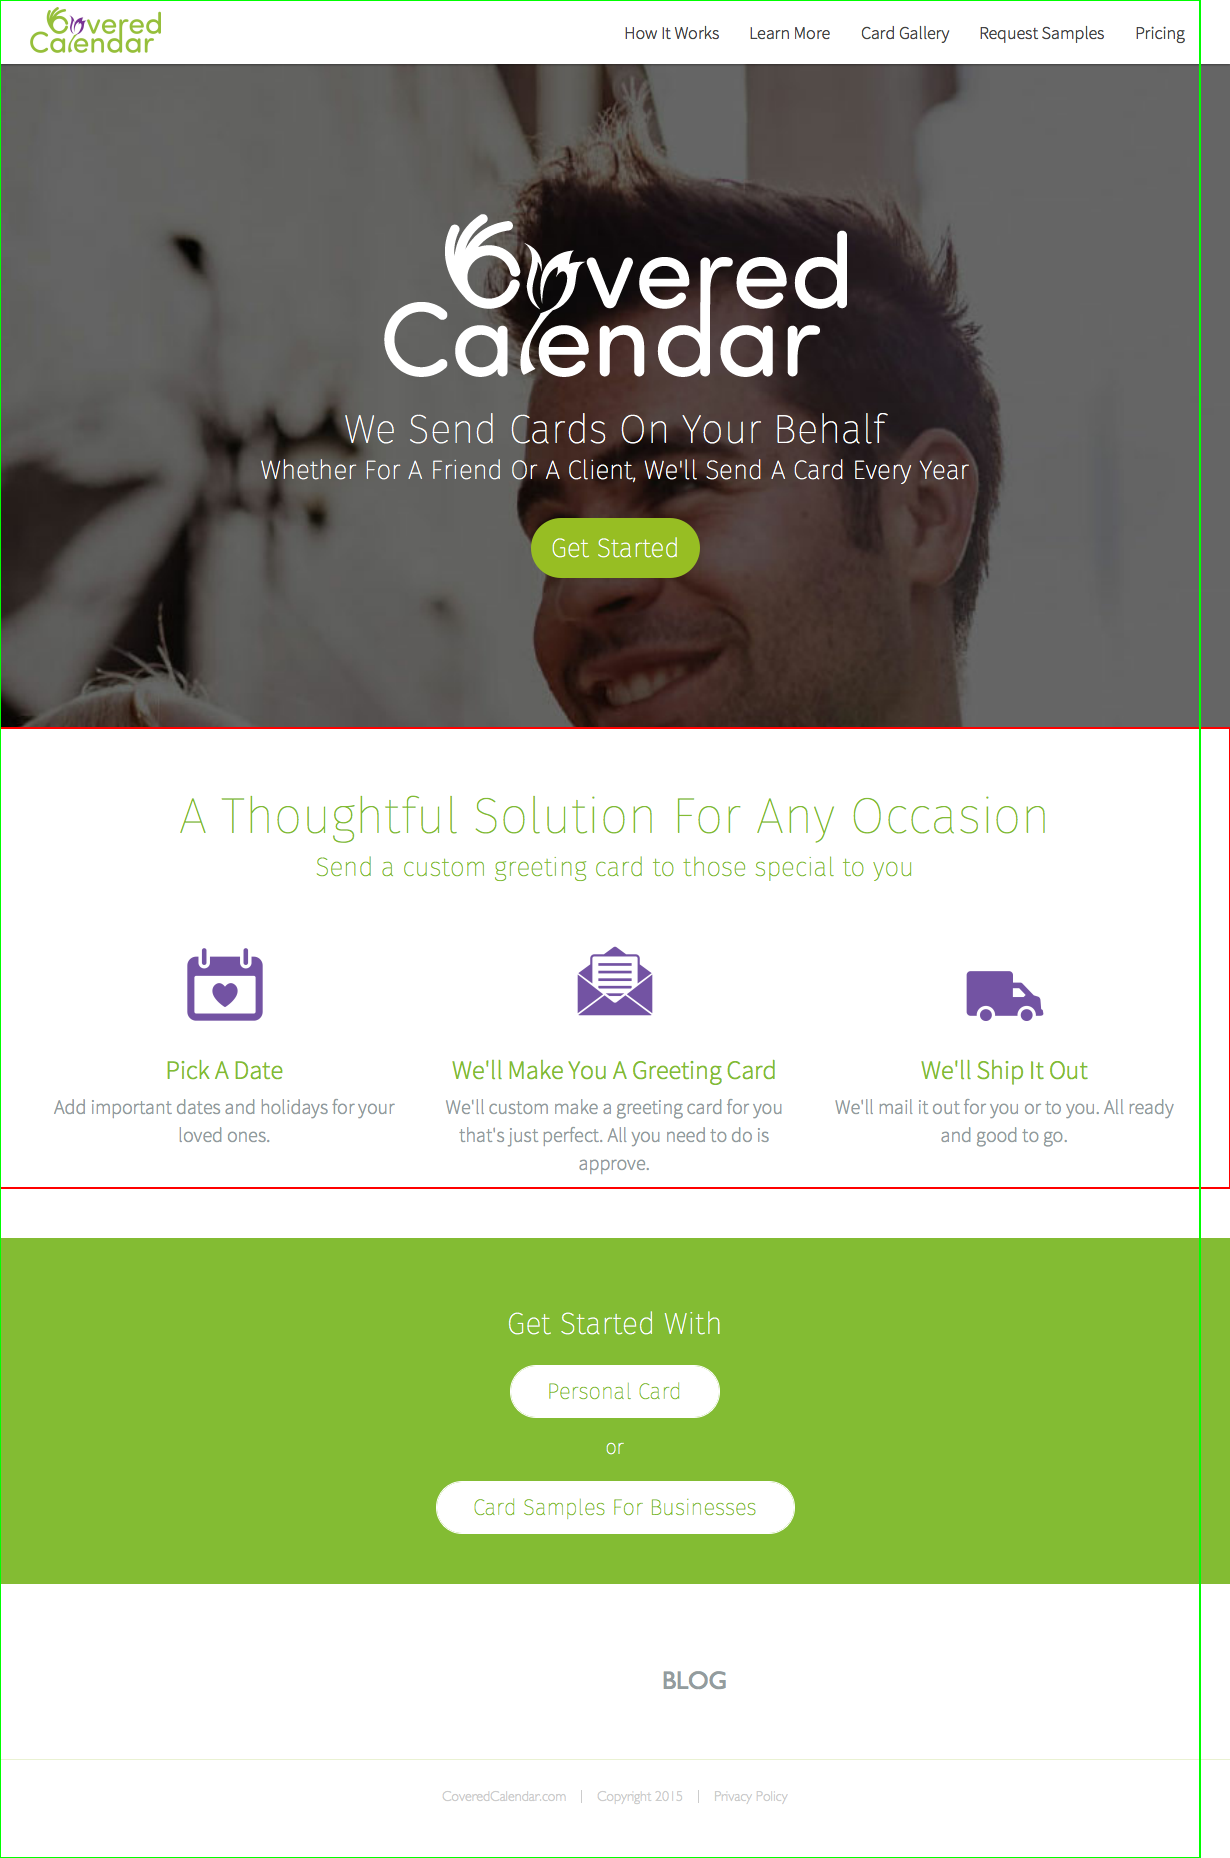 Covered
Calendar
How It Works
Learn More
Card Gallery
Request Samples
Pricing
Covered
Calendar
We Send Cards On Your Behalf
Whether For A Friend Or A Client, We'll Send A Card Every Year
Get Started
A Thoughtful Solution For Any Occasion
Send a custom greeting card to those special to you
Pick A Date
Add important dates and holidays for your
loved ones.
We'll Make You A Greeting Card
We'll custom make a greeting card for you
that's just perfect. All you need to do is
approve.
We'll Ship It Out
We'll mail it out for you or to you. All ready
and good to go.
Get Started With
Personal Card
or
Card Samples For Businesses
BLOG
CoveredCalendar.com | Copyright 2015 | Privacy Policy